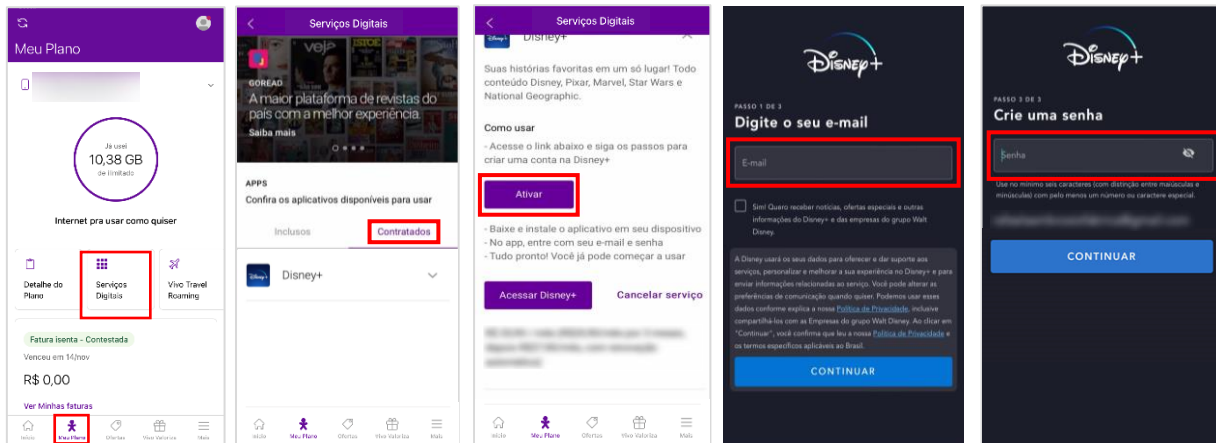 Meu Plano
Já usei
10,38 GB
de Ilimitado
Internet pra usar como quiser
Detalhe do
Plano
Serviços
Digitais
Vivo Travel
Roaming
Fatura isenta - Contestada
Venceu em 14/nov
R$ 0,00
Ver Minhas faturas
Início
Meu Plano
Ofertas
Vivo Valoriza
Mais
Serviços Digitais
veja
ISTOÉ
GOREAD
A maior plataforma de revistas do
país com a melhor experiência.
Saiba mais
APPS
Confira os aplicativos disponíveis para usar
Inclusos
Contratados
Disney+
Disney+
Início
Meu Plano
Ofertas
Vivo Valoriza
Mais
Serviços Digitais
Disney+
Disney+
Suas histórias favoritas em um só lugar! Todo
conteúdo Disney, Pixar, Marvel, Star Wars e
National Geographic.
Como usar
- Acesse o link abaixo e siga os passos para
criar uma conta na Disney+
Ativar
- Baixe e instale o aplicativo em seu dispositivo
- No app, entre com seu e-mail e senha
- Tudo pronto! Você já pode começar a usar
Acessar Disney+
Cancelar serviço
Início
Meu Plano
Ofertas
Vivo Valoriza
Mais
Disney+
PASSO 1 DE 3
Digite o seu e-mail
E-mail
Sim! Quero receber notícias, ofertas especiais e outras
informações do Disney+ e das empresas do grupo Walt
Disney.
A Disney usará os seus dados para oferecer e dar suporte aos
serviços, personalizar e melhorar a sua experiência no Disney+ e para
enviar informações relacionadas ao serviço. Você pode alterar as
preferências de comunicação quando quiser. Podemos usar esses
dados conforme explica a nossa Política de Privacidade, inclusive
compartilhá-los com as Empresas do grupo Walt Disney. Ao clicar em
"Continuar", você confirma que leu a nossa Política de Privacidade e
os termos específicos aplicáveis ao Brasil.
CONTINUAR
Disney+
PASSO 3 DE 3
Crie uma senha
Senha
Use no mínimo seis caracteres (com distinção entre maiúsculas e
minúsculas) com pelo menos um número ou caractere especial.
CONTINUAR